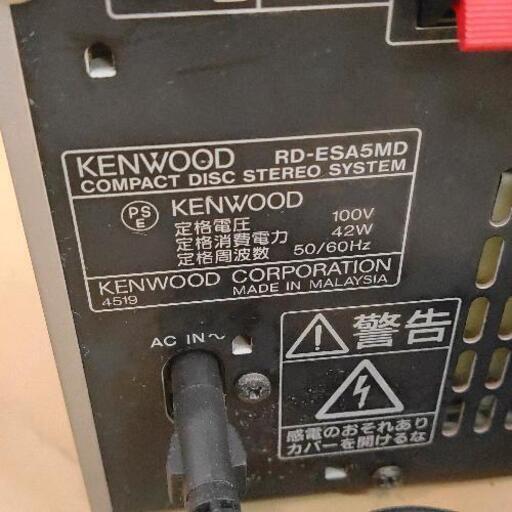 KENWOOD RD-ESA5MD
COMPACT DISC STEREO SYSTEM
PS E KENWOOD
定格電圧 100V
定格消費電力 42W
定格周波数 50/60Hz
KENWOOD CORPORATION
4519 MADE IN MALAYSIA
AC IN～
警告
感電のおそれあり
カバーを開けるな